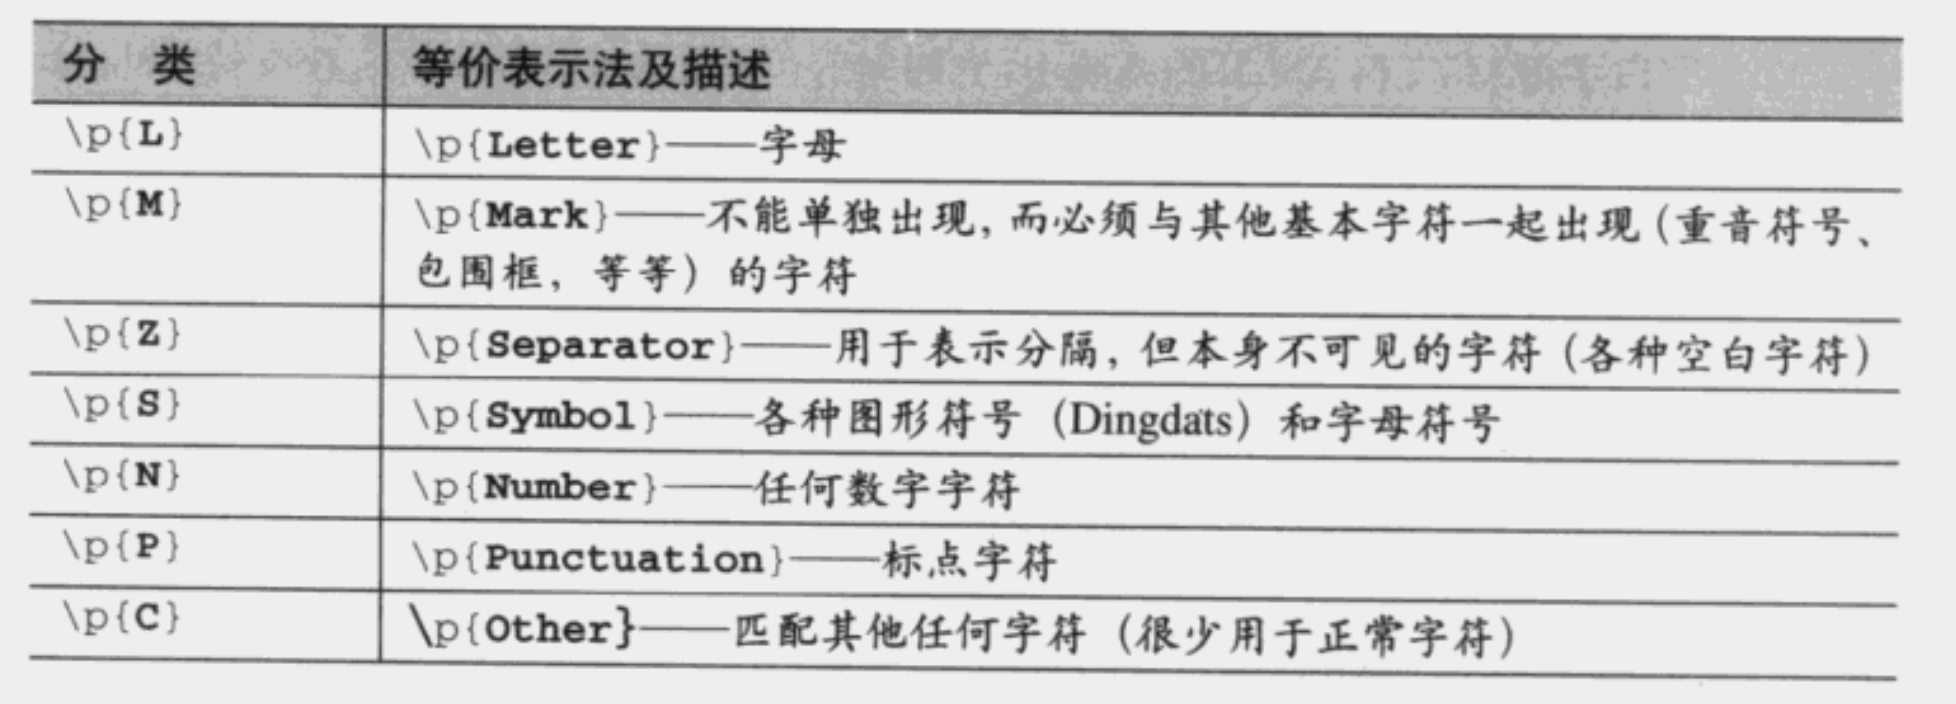 分 类 等价表示法及描述
\p{L} \p{Letter}——字母
\p{M} \p{Mark}——不能单独出现,而必须与其他基本字符一起出现(重音符号、
包围框,等等)的字符
\p{Z} \p{Separator}——用于表示分隔,但本身不可见的字符(各种空白字符)
\p{S} \p{Symbol}——各种图形符号(Dingdats)和字母符号
\p{N} \p{Number}——任何数字字符
\p{P} \p{Punctuation}——标点字符
\p{C} \p{Other}——匹配其他任何字符(很少用于正常字符)